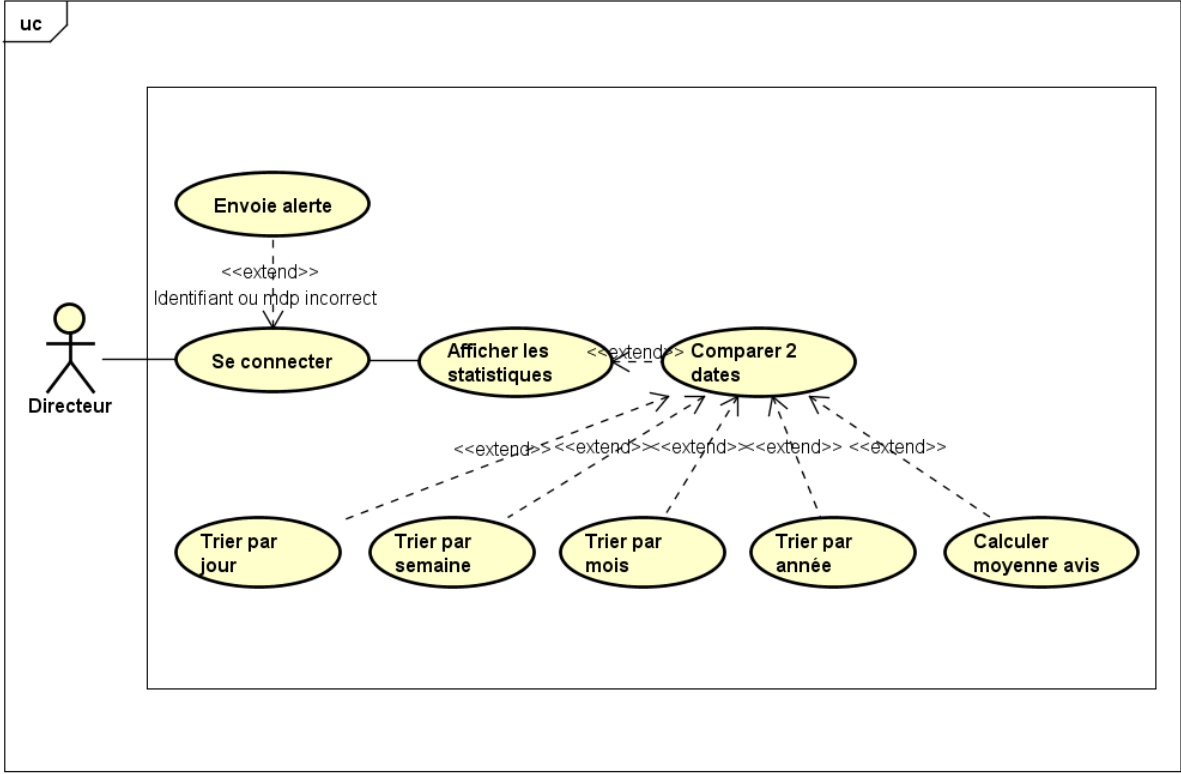 uc
Envoie alerte
<<extend>>
Identifiant ou mdp incorrect
Directeur
Se connecter
Afficher les
statistiques
<<extend>>
Comparer 2
dates
<<extend>>
<<extend>>
<<extend>>
<<extend>>
<<extend>>
Trier par
jour
Trier par
semaine
Trier par
mois
Trier par
année
Calculer
moyenne avis